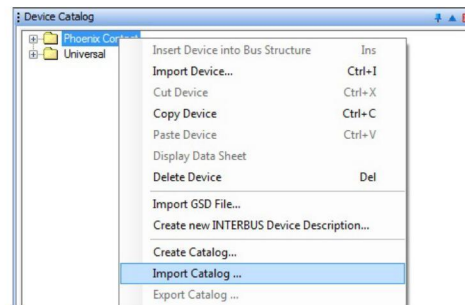 Device Catalog
Phoenix Contact
Universal
Insert Device into Bus Structure Ins
Import Device... Ctrl+I
Cut Device Ctrl+X
Copy Device Ctrl+C
Paste Device Ctrl+V
Display Data Sheet
Delete Device Del
Import GSD File...
Create new INTERBUS Device Description...
Create Catalog...
Import Catalog ...
Export Catalog ...